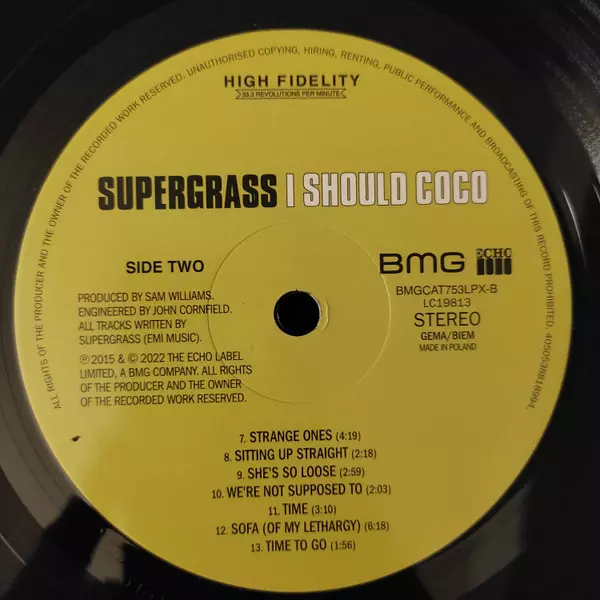 ALL RIGHTS OF THE PRODUCER AND THE OWNER OF THE RECORDED WORK RESERVED. UNAUTHORISED COPYING, HIRING, RENTING, PUBLIC PERFORMANCE AND BROADCASTING OF THIS RECORD PROHIBITED. 4050538818994.
HIGH FIDELITY
33.3 REVOLUTIONS PER MINUTE
SUPERGRASS I SHOULD COCO
SIDE TWO
BMG ECHO
BMGCAT753LPX-B
LC19813
STEREO
GEMA/BIEM
MADE IN POLAND
PRODUCED BY SAM WILLIAMS.
ENGINEERED BY JOHN CORNFIELD.
ALL TRACKS WRITTEN BY
SUPERGRASS (EMI MUSIC).
℗ 2015 & © 2022 THE ECHO LABEL
LIMITED, A BMG COMPANY. ALL RIGHTS
OF THE PRODUCER AND THE OWNER
OF THE RECORDED WORK RESERVED.
7. STRANGE ONES (4:19)
8. SITTING UP STRAIGHT (2:18)
9. SHE'S SO LOOSE (2:59)
10. WE'RE NOT SUPPOSED TO (2:03)
11. TIME (3:10)
12. SOFA (OF MY LETHARGY) (6:18)
13. TIME TO GO (1:56)